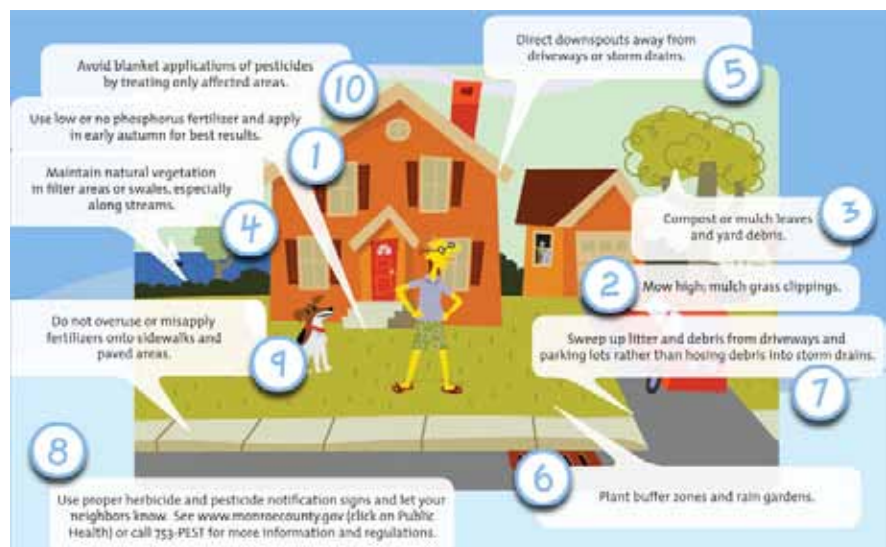 Avoid blanket applications of pesticides
by treating only affected areas.
10
Use low or no phosphorus fertilizer and apply
in early autumn for best results.
1
Maintain natural vegetation
in filter areas or swales, especially
along streams.
4
Direct downspouts away from
driveways or storm drains.
5
Compost or mulch leaves
and yard debris.
3
2
Mow high; mulch grass clippings.
Do not overuse or misapply
fertilizers onto sidewalks and
paved areas.
9
Sweep up litter and debris from driveways and
parking lots rather than hosing debris into storm drains.
7
8
Use proper herbicide and pesticide notification signs and let your
neighbors know. See www.monroecounty.gov (click on Public
Health) or call 753-PEST for more information and regulations.
6
Plant buffer zones and rain gardens.